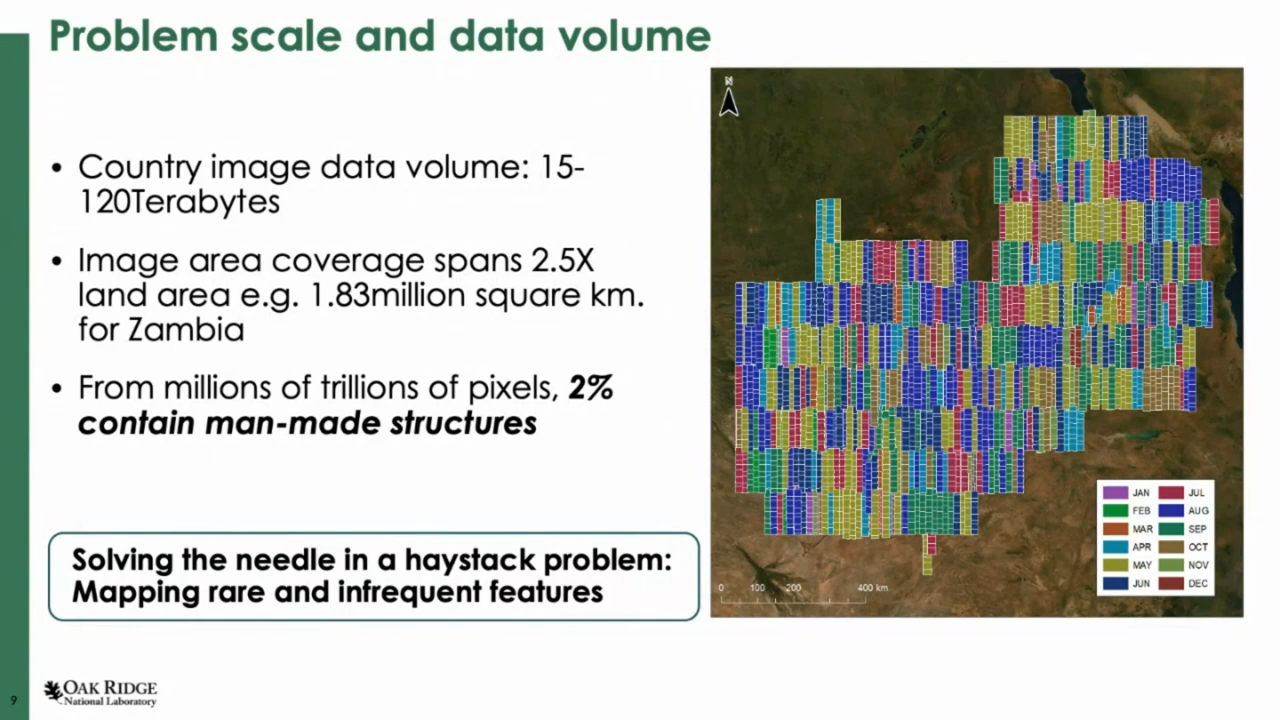 Problem scale and data volume
• Country image data volume: 15-
120Terabytes
• Image area coverage spans 2.5X
land area e.g. 1.83million square km.
for Zambia
• From millions of trillions of pixels, 2%
contain man-made structures
Solving the needle in a haystack problem:
Mapping rare and infrequent features
N
0 100 200 400 km
JAN JUL
FEB AUG
MAR SEP
APR OCT
MAY NOV
JUN DEC
9
OAK RIDGE
National Laboratory